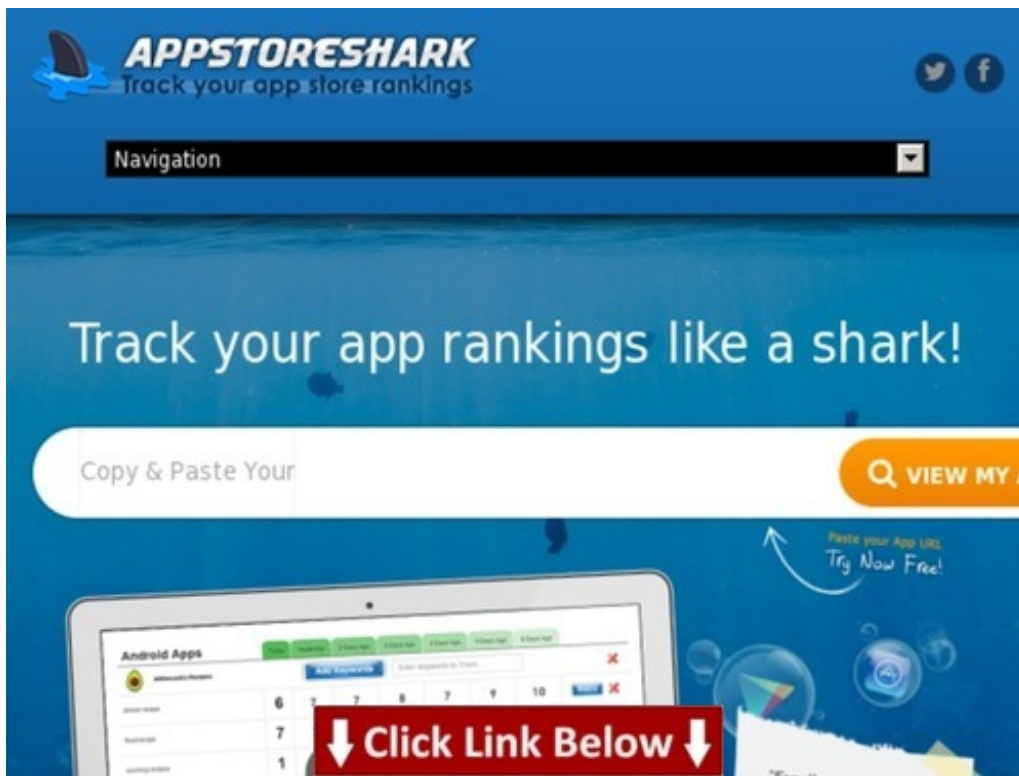 APPSTORESHARK
Track your app store rankings
Navigation
Track your app rankings like a shark!
Copy & Paste Your
VIEW MY
Paste your App URL
Try Now Free!
Android Apps
Add Keywords
6 7 7 8 7 9 10
7
1
Click Link Below